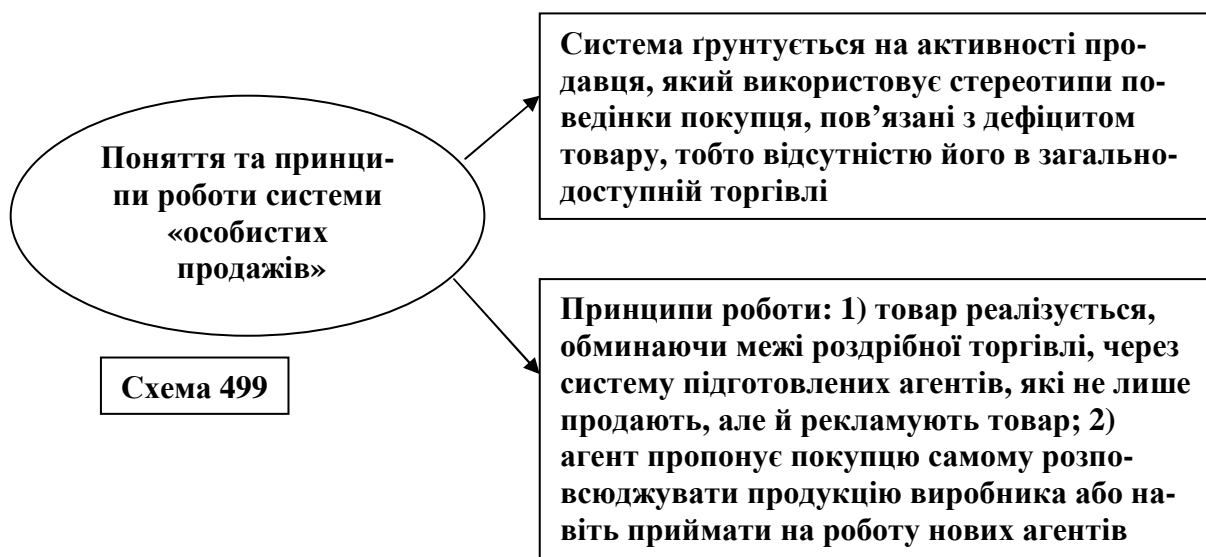 Поняття та принци-
пи роботи системи
«особистих
продажів»
Схема 499
Система ґрунтується на активності про-
давця, який використовує стереотипи по-
ведінки покупця, пов’язані з дефіцитом
товару, тобто відсутністю його в загально-
доступній торгівлі
Принципи роботи: 1) товар реалізується,
обминаючи межі роздрібної торгівлі, через
систему підготовлених агентів, які не лише
продають, але й рекламують товар; 2)
агент пропонує покупцю самому розпо-
всюджувати продукцію виробника або на-
віть приймати на роботу нових агентів